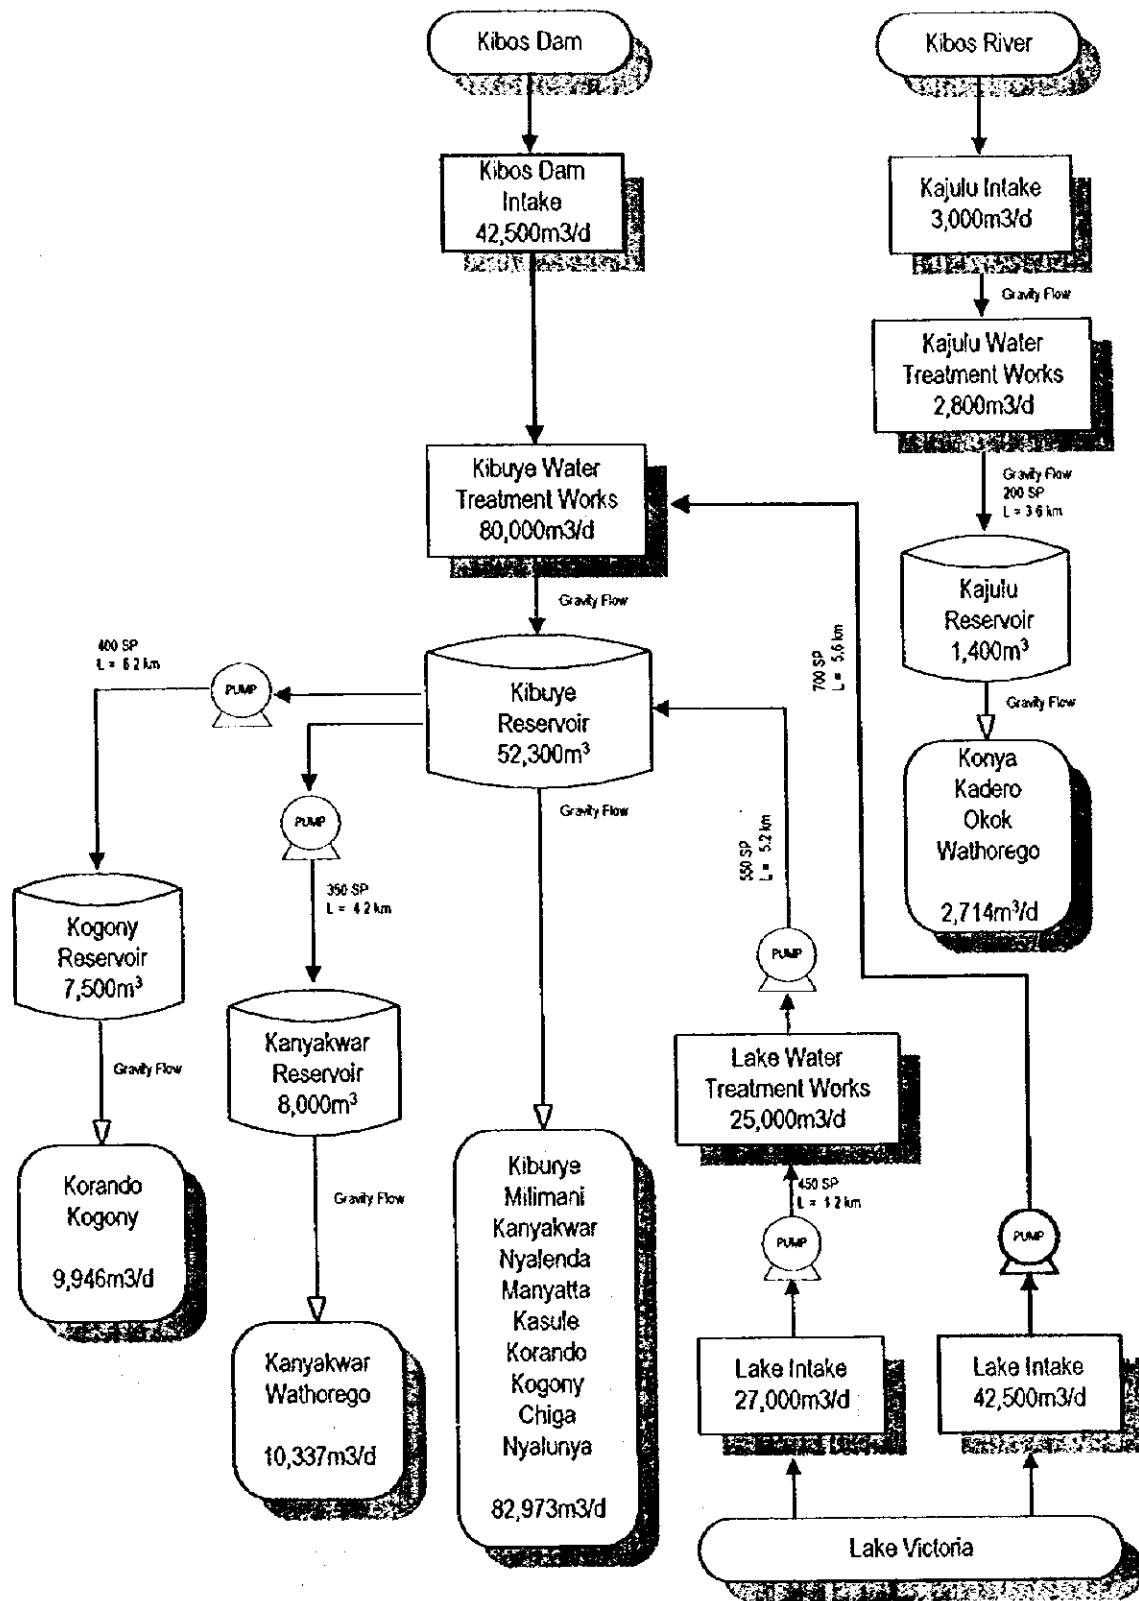 Kibos Dam
Kibos River
Kibos Dam
Intake
42,500m3/d
Kajulu Intake
3,000m3/d
Gravity Flow
Kajulu Water
Treatment Works
2,800m3/d
Gravity Flow
200 SP
L = 3.6 km
Kibuye Water
Treatment Works
80,000m3/d
Gravity Flow
Kajulu
Reservoir
1,400m³
Gravity Flow
400 SP
L = 6.2 km
PUMP
Kibuye
Reservoir
52,300m³
Gravity Flow
700 SP
L = 5.6 km
PUMP
350 SP
L = 4.2 km
550 SP
L = 5.2 km
Konya
Kadero
Okok
Wathorego
2,714m³/d
Kogony
Reservoir
7,500m³
Gravity Flow
PUMP
Kanyakwar
Reservoir
8,000m³
Gravity Flow
Lake Water
Treatment Works
25,000m3/d
450 SP
L = 1.2 km
Korando
Kogony
9,946m3/d
Kiburye
Milimani
Kanyakwar
Nyalenda
Manyatta
Kasule
Korando
Kogony
Chiga
Nyalunya
82,973m3/d
PUMP
PUMP
Kanyakwar
Wathorego
10,337m3/d
Lake Intake
27,000m3/d
Lake Intake
42,500m3/d
Lake Victoria